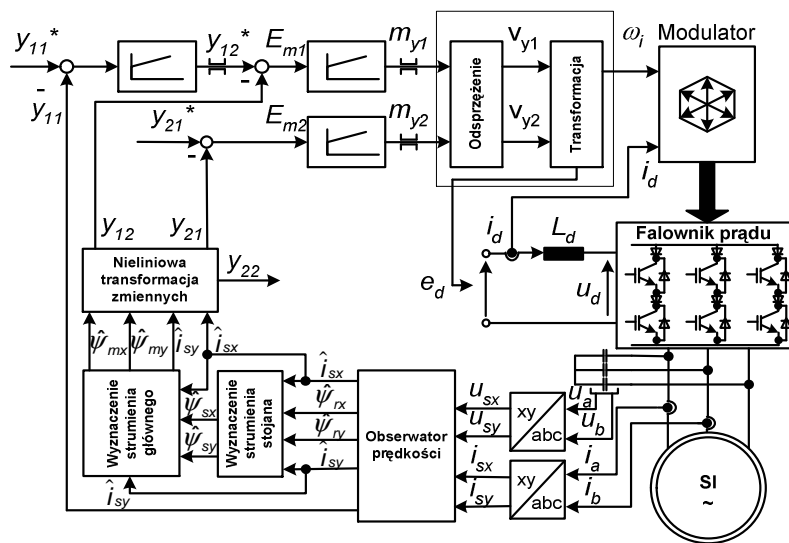 y11*
y12*
Em1
my1
vy1
ωi
Modulator
-
-
y11
y21*
Em2
my2
vy2
Odsprzężenie
Transformacja
-
id
y12
y21
id
Ld
Falownik prądu
Nieliniowa
transformacja
zmiennych
y22
ed
ud
ψ̂mx
ψ̂my
îsy
îsx
Wyznaczenie
strumienia
głównego
ψ̂sx
ψ̂sy
Wyznaczenie
strumienia
stojana
îsx
ψ̂rx
ψ̂ry
îsy
îsy
Obserwator
prędkości
usx
usy
isx
isy
xy
abc
xy
abc
ua
ub
ia
ib
SI
~